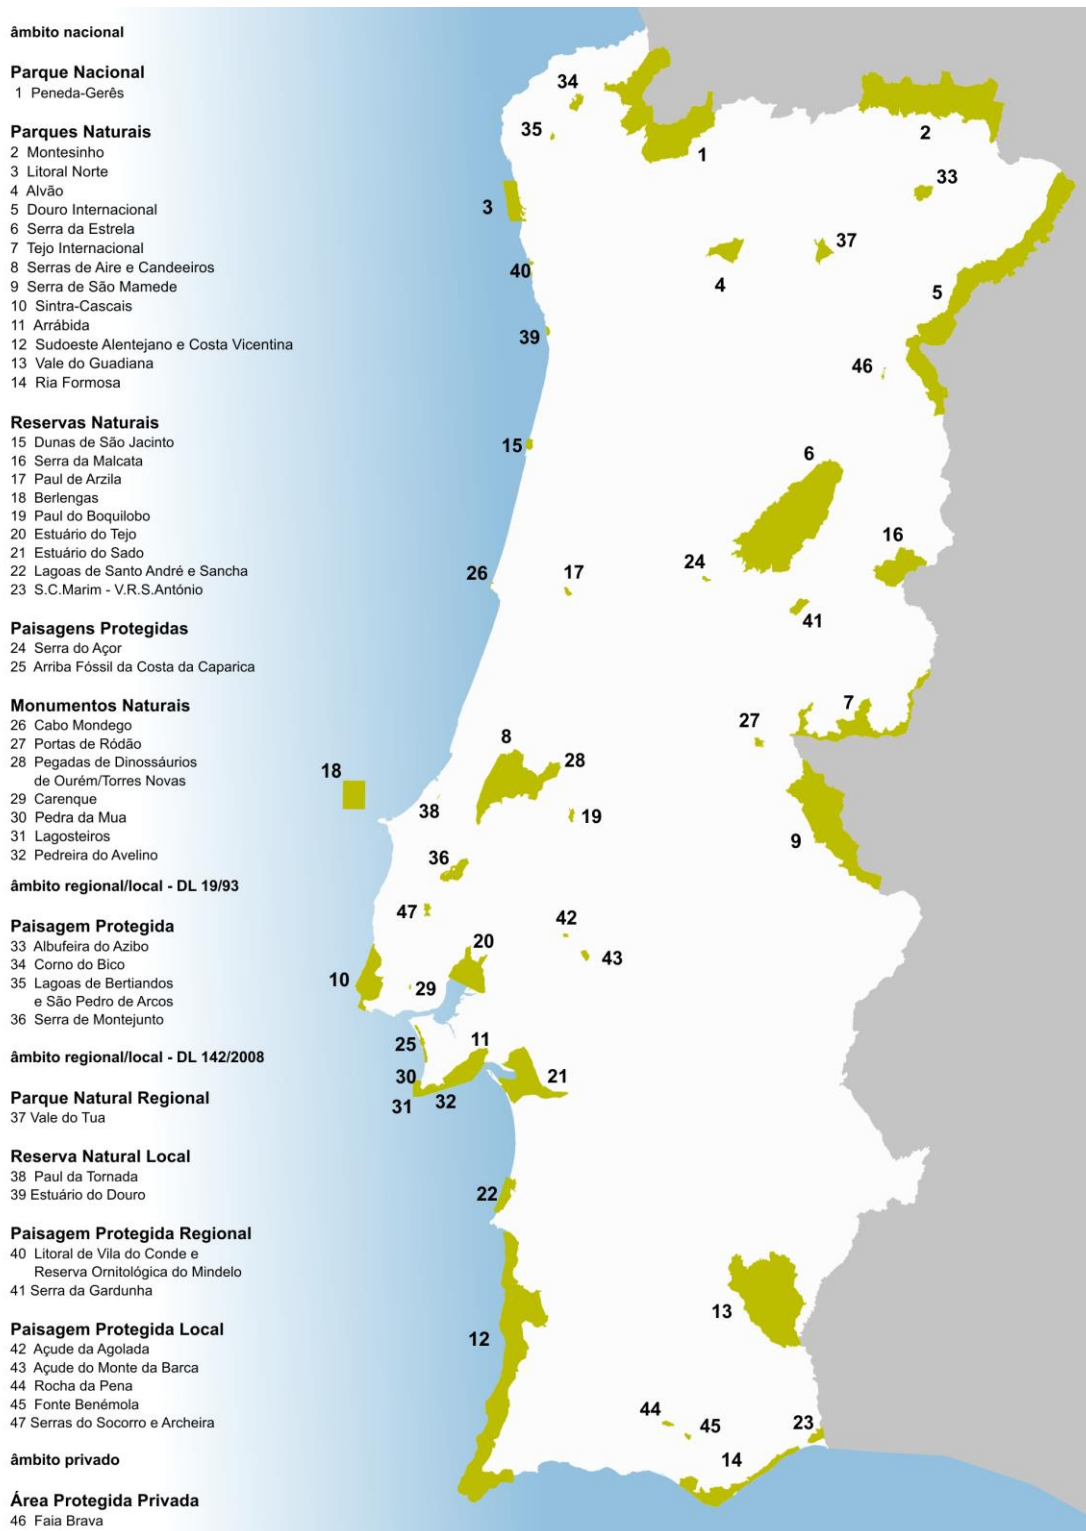 âmbito nacional
Parque Nacional
1 Peneda-Gerês
Parques Naturais
2 Montesinho
3 Litoral Norte
4 Alvão
5 Douro Internacional
6 Serra da Estrela
7 Tejo Internacional
8 Serras de Aire e Candeeiros
9 Serra de São Mamede
10 Sintra-Cascais
11 Arrábida
12 Sudoeste Alentejano e Costa Vicentina
13 Vale do Guadiana
14 Ria Formosa
Reservas Naturais
15 Dunas de São Jacinto
16 Serra da Malcata
17 Paul de Arzila
18 Berlengas
19 Paul do Boquilobo
20 Estuário do Tejo
21 Estuário do Sado
22 Lagoas de Santo André e Sancha
23 S.C.Marim - V.R.S.António
Paisagens Protegidas
24 Serra do Açor
25 Arriba Fóssil da Costa da Caparica
Monumentos Naturais
26 Cabo Mondego
27 Portas de Ródão
28 Pegadas de Dinossáurios
de Ourém/Torres Novas
29 Carenque
30 Pedra da Mua
31 Lagosteiros
32 Pedreira do Avelino
âmbito regional/local - DL 19/93
Paisagem Protegida
33 Albufeira do Azibo
34 Corno do Bico
35 Lagoas de Bertiandos
e São Pedro de Arcos
36 Serra de Montejunto
âmbito regional/local - DL 142/2008
Parque Natural Regional
37 Vale do Tua
Reserva Natural Local
38 Paul da Tornada
39 Estuário do Douro
Paisagem Protegida Regional
40 Litoral de Vila do Conde e
Reserva Ornitológica do Mindelo
41 Serra da Gardunha
Paisagem Protegida Local
42 Açude da Agolada
43 Açude do Monte da Barca
44 Rocha da Pena
45 Fonte Benémola
47 Serras do Socorro e Archeira
âmbito privado
Área Protegida Privada
46 Faia Brava
34
35
1
2
33
3
40
4
37
5
39
46
15
6
16
26
17
24
41
7
27
8
28
18
38
19
9
36
47
42
20
43
10
29
25
11
30
31
32
21
22
13
12
44
45
23
14